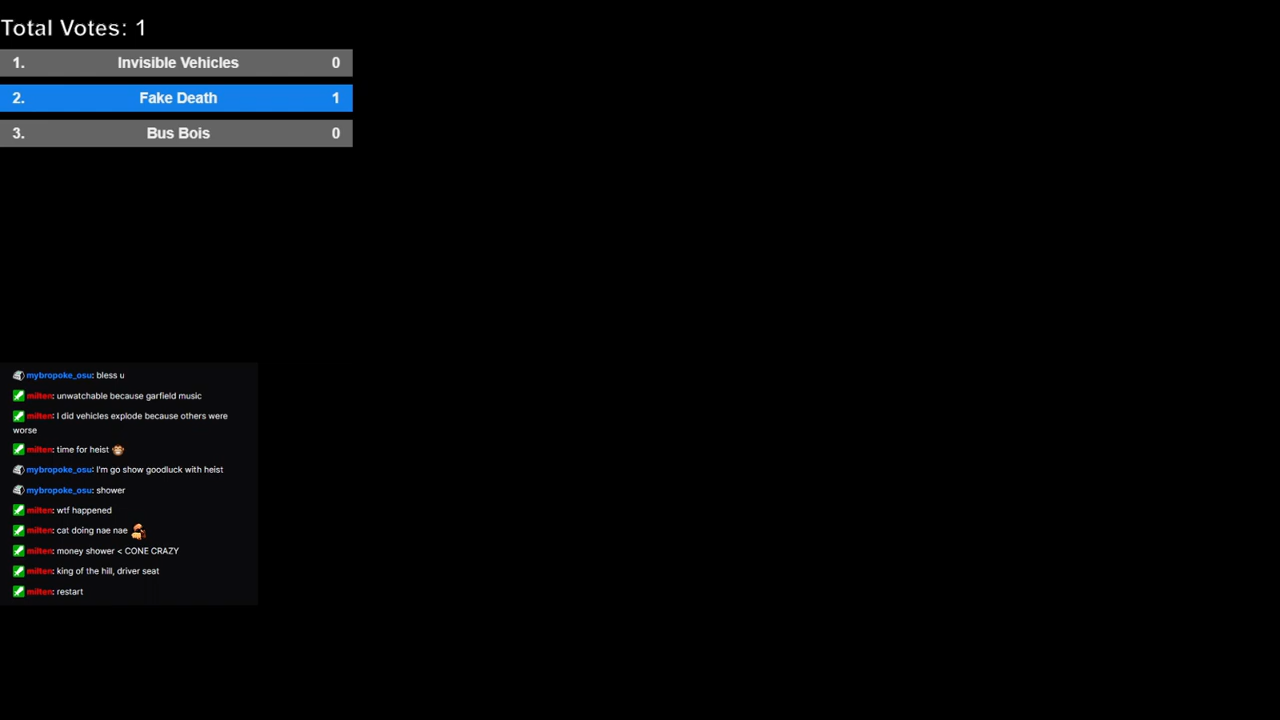 Total Votes: 1
1. Invisible Vehicles 0
2. Fake Death 1
3. Bus Bois 0
mybropoke_osu: bless u
milten: unwatchable because garfield music
milten: I did vehicles explode because others were
worse
milten: time for heist
mybropoke_osu: I'm go show goodluck with heist
mybropoke_osu: shower
milten: wtf happened
milten: cat doing nae nae
milten: money shower < CONE CRAZY
milten: king of the hill, driver seat
milten: restart